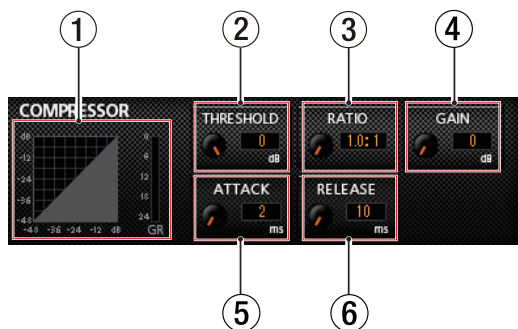 ① ② ③ ④
COMPRESSOR
THRESHOLD
0
dB
RATIO
1.0:1
GAIN
0
dB
dB
-12
-24
-36
-48
-48 -36 -24 -12 dB
0
6
12
18
24
GR
ATTACK
2
ms
RELEASE
10
ms
⑤ ⑥